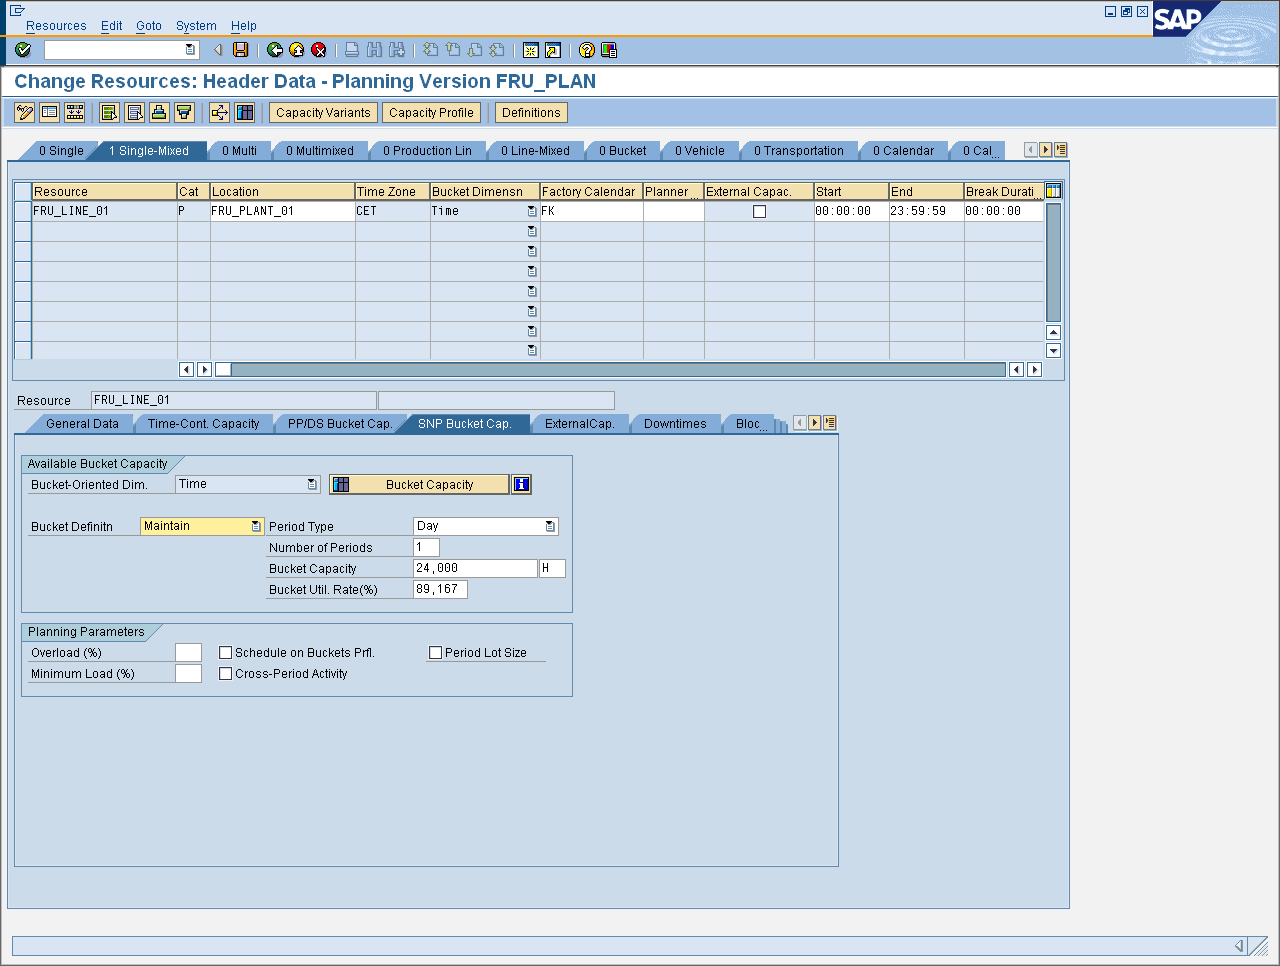 Resources Edit Goto System Help
SAP
Change Resources: Header Data - Planning Version FRU_PLAN
Capacity Variants Capacity Profile Definitions
0 Single 1 Single-Mixed 0 Multi 0 Multimixed 0 Production Lin 0 Line-Mixed 0 Bucket 0 Vehicle 0 Transportation 0 Calendar 0 Cal...
Resource Cat Location Time Zone Bucket Dimensn Factory Calendar Planner ... External Capac. Start End Break Durati...
FRU_LINE_01 P FRU_PLANT_01 CET Time FK 00:00:00 23:59:59 00:00:00
Resource FRU_LINE_01
General Data Time-Cont. Capacity PP/DS Bucket Cap. SNP Bucket Cap. ExternalCap. Downtimes Bloc...
Available Bucket Capacity
Bucket-Oriented Dim. Time Bucket Capacity
Bucket Definitn Maintain Period Type Day
Number of Periods 1
Bucket Capacity 24,000 H
Bucket Util. Rate(%) 89,167
Planning Parameters
Overload (%) Schedule on Buckets Prfl. Period Lot Size
Minimum Load (%) Cross-Period Activity